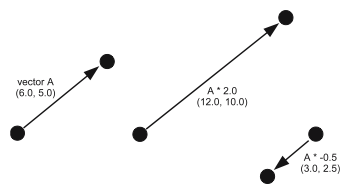 vector A
(6.0, 5.0)
A * 2.0
(12.0, 10.0)
A * -0.5
(3.0, 2.5)